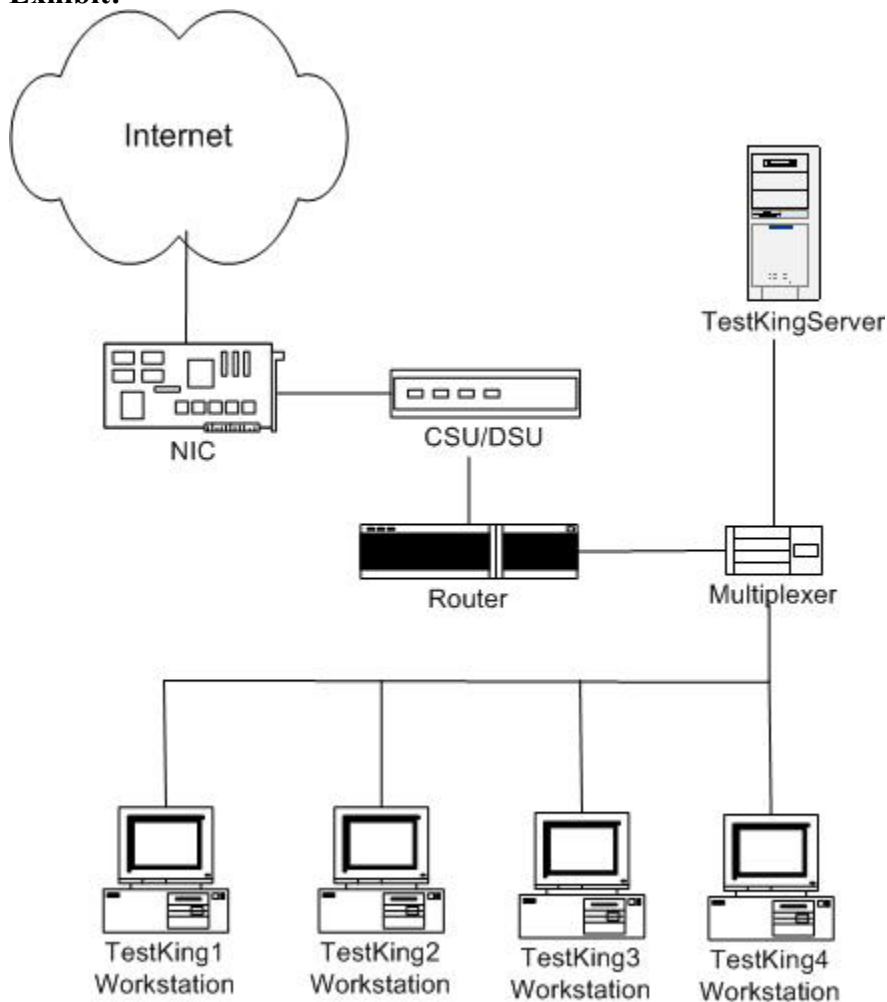 Exhibit:
Internet
TestKingServer
NIC
CSU/DSU
Router
Multiplexer
TestKing1
Workstation
TestKing2
Workstation
TestKing3
Workstation
TestKing4
Workstation